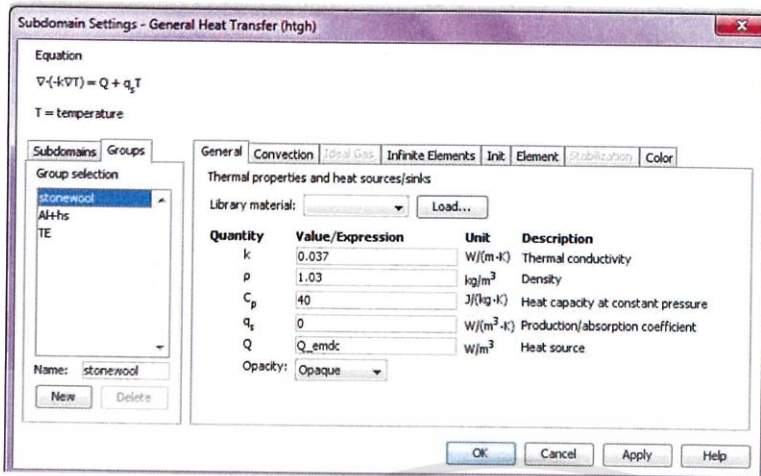 Subdomain Settings - General Heat Transfer (htgh)
Equation
∇·(-k∇T) = Q + qₛT
T = temperature
Subdomains Groups
Group selection
stonewool
Al+hs
TE
Name: stonewool
New Delete
General Convection Ideal Gas Infinite Elements Init Element Stabilization Color
Thermal properties and heat sources/sinks
Library material: Load...
Quantity Value/Expression Unit Description
k 0.037 W/(m·K) Thermal conductivity
ρ 1.03 kg/m³ Density
Cₚ 40 J/(kg·K) Heat capacity at constant pressure
qₛ 0 W/(m³·K) Production/absorption coefficient
Q Q_emdc W/m³ Heat source
Opacity: Opaque
OK Cancel Apply Help